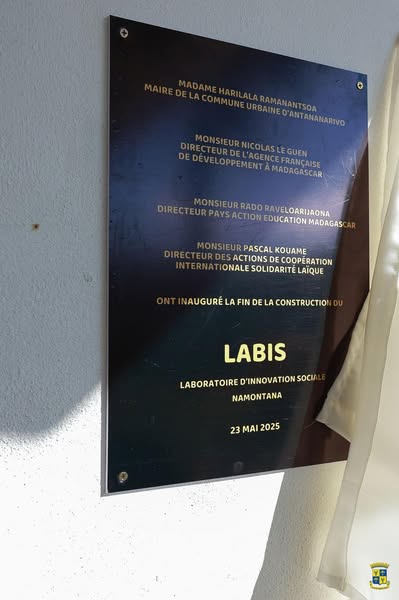 MADAME HARILALA RAMANANTSOA
MAIRE DE LA COMMUNE URBAINE D'ANTANANARIVO
MONSIEUR NICOLAS LE GUEN
DIRECTEUR DE L'AGENCE FRANÇAISE
DE DÉVELOPPEMENT À MADAGASCAR
MONSIEUR RADO RAVELOARIJAONA
DIRECTEUR PAYS ACTION EDUCATION MADAGASCAR
MONSIEUR PASCAL KOUAME
DIRECTEUR DES ACTIONS DE COOPÉRATION
INTERNATIONALE SOLIDARITÉ LAÏQUE
ONT INAUGURÉ LA FIN DE LA CONSTRUCTION DU
LABIS
LABORATOIRE D'INNOVATION SOCIALE
NAMONTANA
23 MAI 2025